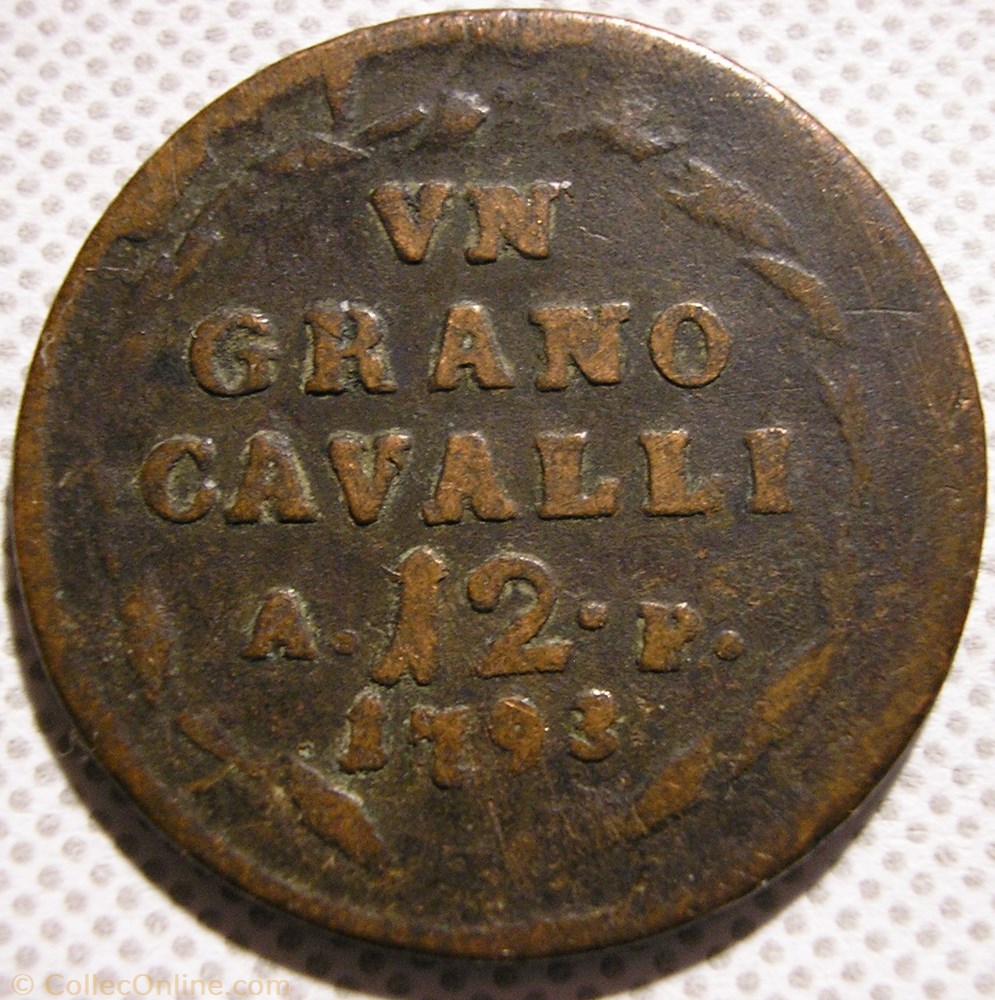 VN
GRANO
CAVALLI
A. 12. P.
1793
© CollecOnline.com